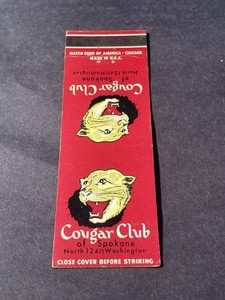 MATCH CORP. OF AMERICA • CHICAGO
MADE IN U.S.A.
North 124½ Washington
of Spokane
Cougar Club
Cougar Club
of Spokane
North 124½ Washington
CLOSE COVER BEFORE STRIKING